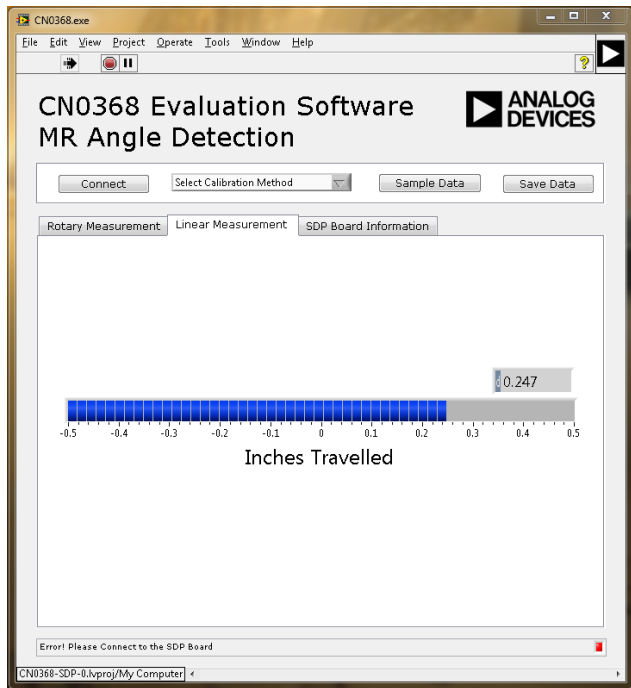 CN0368.exe
File Edit View Project Operate Tools Window Help
CN0368 Evaluation Software
MR Angle Detection
ANALOG
DEVICES
Connect Select Calibration Method Sample Data Save Data
Rotary Measurement Linear Measurement SDP Board Information
d 0.247
-0.5 -0.4 -0.3 -0.2 -0.1 0 0.1 0.2 0.3 0.4 0.5
Inches Travelled
Error! Please Connect to the SDP Board
CN0368-SDP-0.lvproj/My Computer